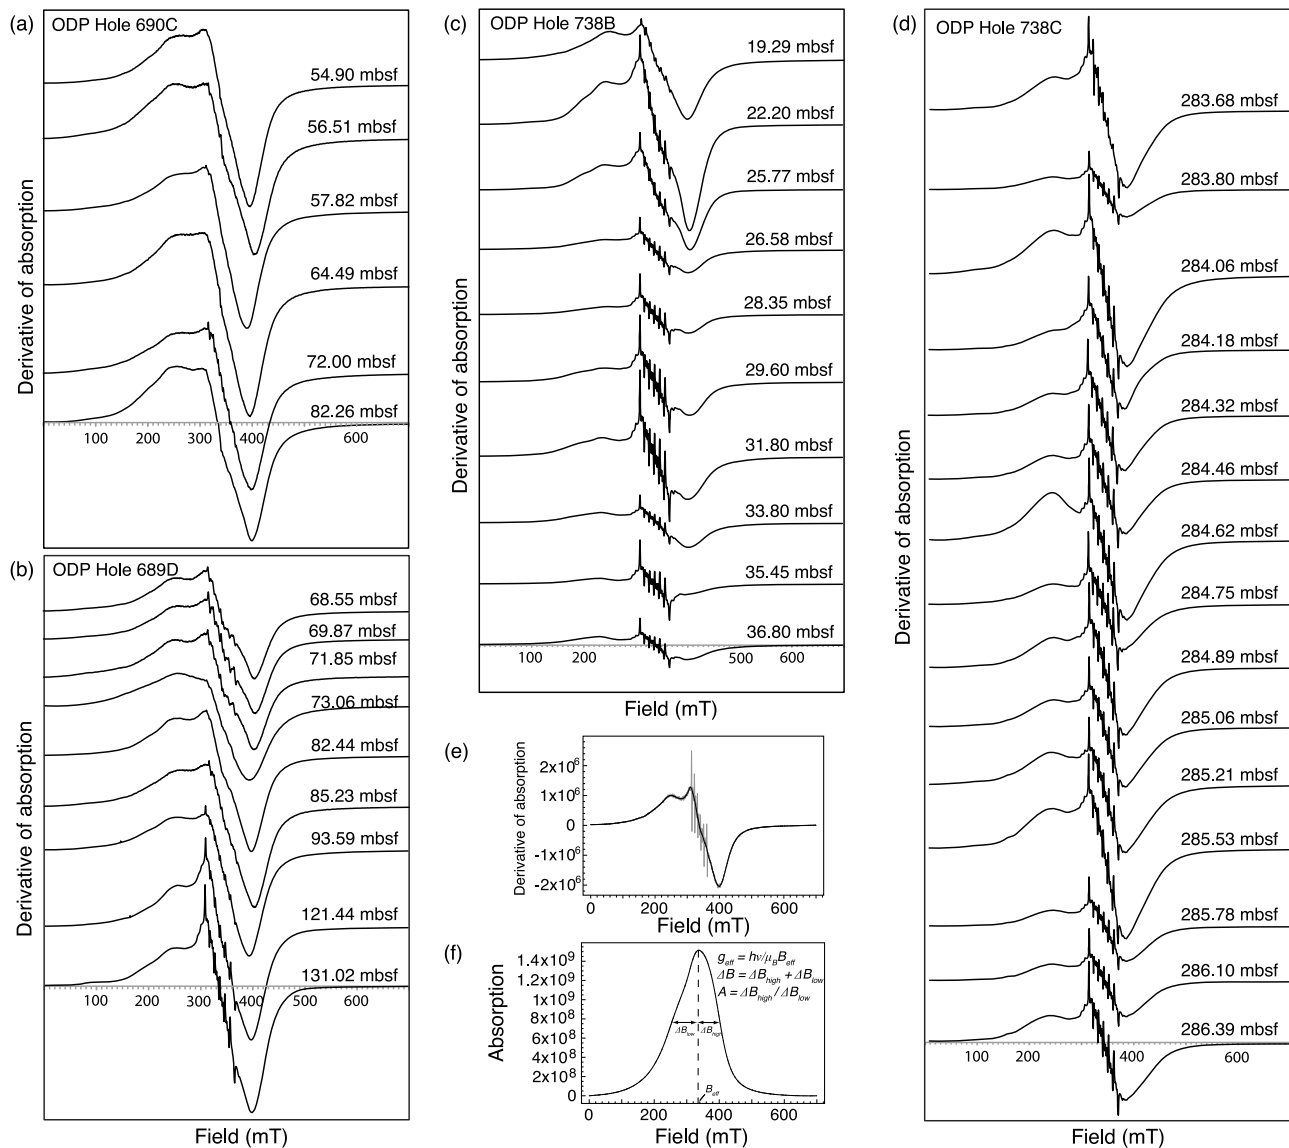 (a)
ODP Hole 690C
54.90 mbsf
56.51 mbsf
57.82 mbsf
64.49 mbsf
72.00 mbsf
82.26 mbsf
100 200 300 400 600
Derivative of absorption
(b)
ODP Hole 689D
68.55 mbsf
69.87 mbsf
71.85 mbsf
73.06 mbsf
82.44 mbsf
85.23 mbsf
93.59 mbsf
121.44 mbsf
131.02 mbsf
100 200 300 400 500 600
Derivative of absorption
Field (mT)
(c)
ODP Hole 738B
19.29 mbsf
22.20 mbsf
25.77 mbsf
26.58 mbsf
28.35 mbsf
29.60 mbsf
31.80 mbsf
33.80 mbsf
35.45 mbsf
36.80 mbsf
100 200 500 600
Derivative of absorption
Field (mT)
(e)
2x10⁶
1x10⁶
0
-1x10⁶
-2x10⁶
0 200 400 600
Derivative of absorption
Field (mT)
(f)
g_eff = hν/μ_B B_eff
ΔB = ΔB_high + ΔB_low
A = ΔB_high / ΔB_low
1.4x10⁹
1.2x10⁹
1x10⁹
8x10⁸
6x10⁸
4x10⁸
2x10⁸
0
ΔB_low ΔB_high
B_eff
0 200 400 600
Absorption
Field (mT)
(d)
ODP Hole 738C
283.68 mbsf
283.80 mbsf
284.06 mbsf
284.18 mbsf
284.32 mbsf
284.46 mbsf
284.62 mbsf
284.75 mbsf
284.89 mbsf
285.06 mbsf
285.21 mbsf
285.53 mbsf
285.78 mbsf
286.10 mbsf
286.39 mbsf
100 200 400 600
Derivative of absorption
Field (mT)